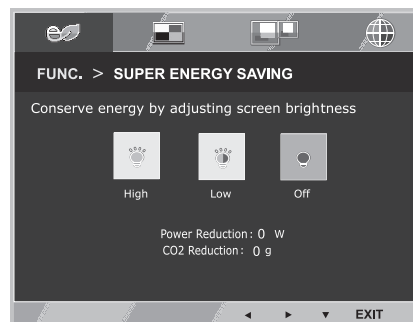 FUNC. > SUPER ENERGY SAVING
Conserve energy by adjusting screen brightness
High Low Off
Power Reduction: 0 W
CO2 Reduction: 0 g
EXIT